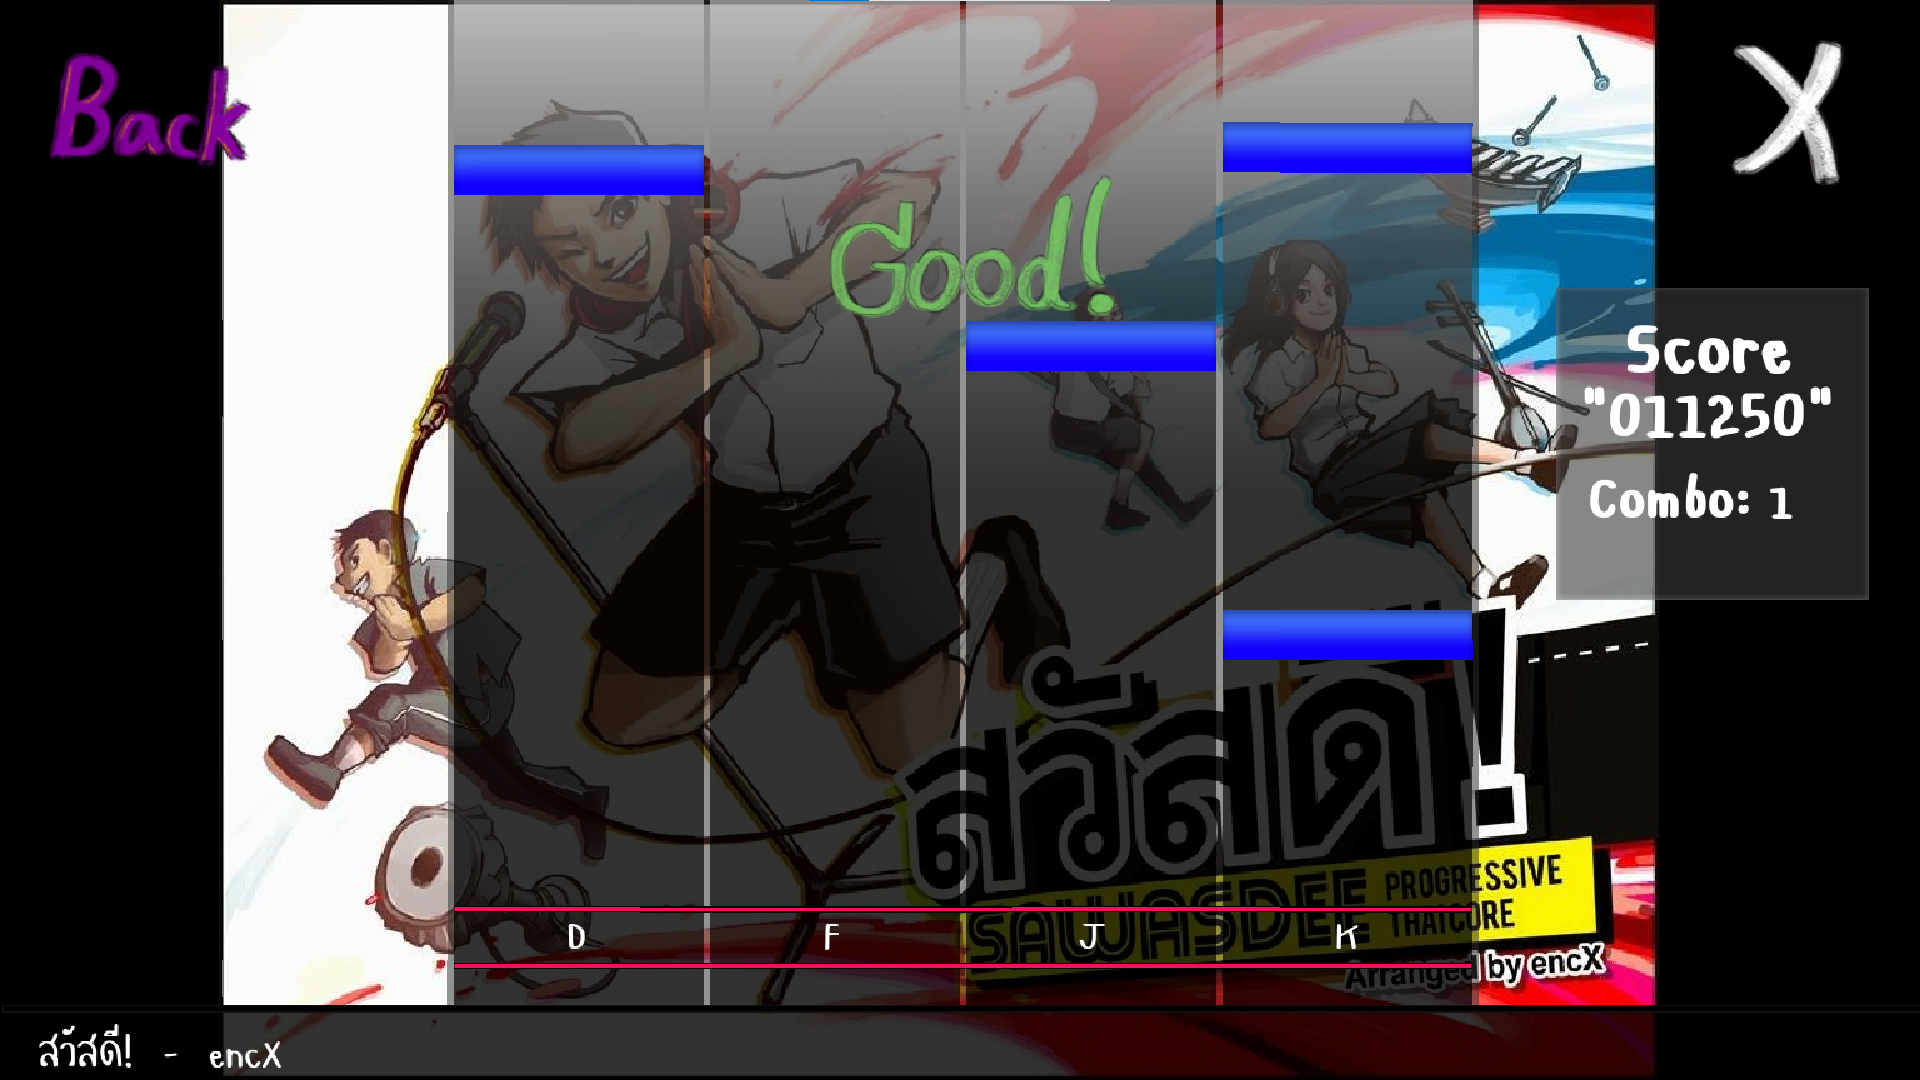 Back
X
Good!
Score
"011250"
Combo: 1
สวัสดี!
SAWASDEE
PROGRESSIVE
THAICORE
Arranged by encX
D F J K
สวัสดี! - encX